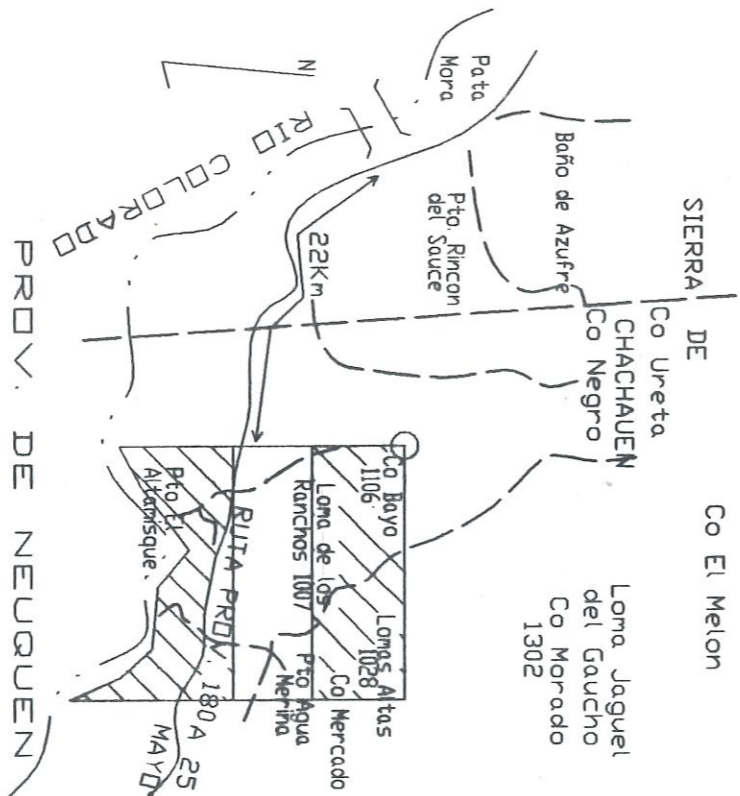 SIERRA DE
CHACHAUEN
Co Ureta
Co Negro
Co El Melon
Loma Jaguel
del Gaucho
Co Morado
1302
Pata
Mora
Baño de Azufre
Pto. Rincon
del Sauce
N
RIO COLORADO
22Km
Co Bayo
1106
Lomas Altas
1028
Loma de los
Ranchos 1007
Co Mercado
Pto Agua
Meriña
Pto El
Altamisque.
RUTA PROV. 180 A 25
MAYO
PROV. DE NEUQUEN